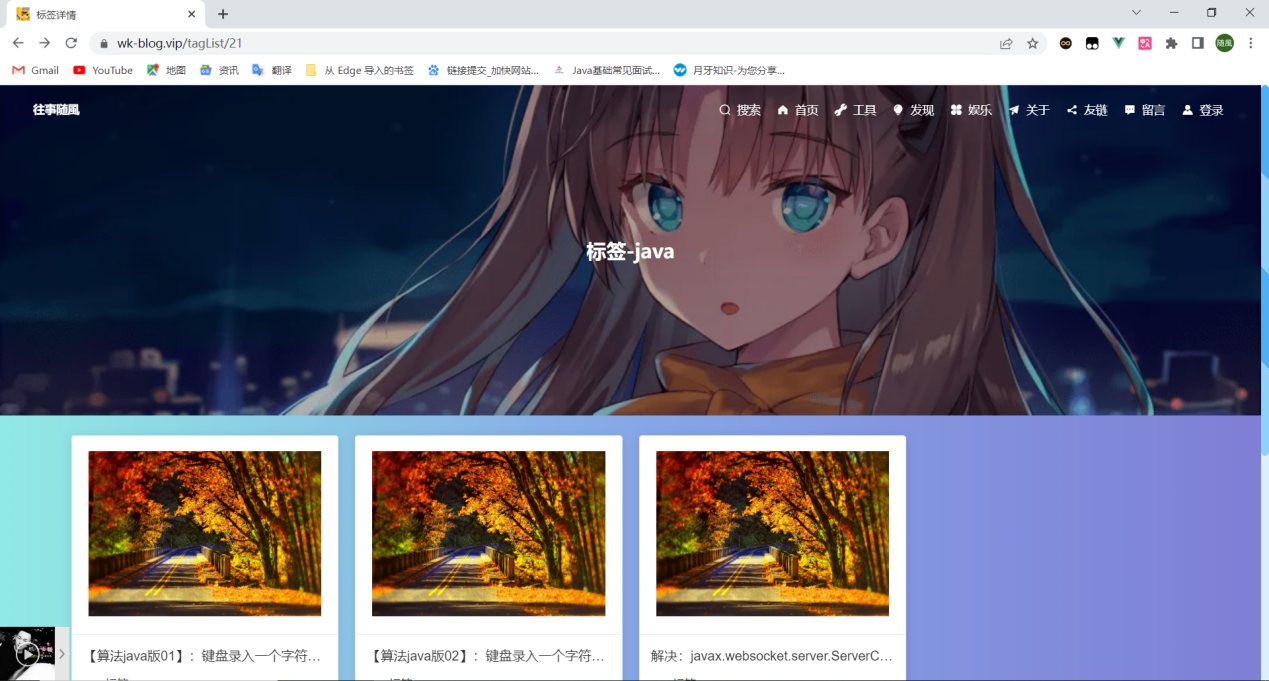 标签详情
wk-blog.vip/tagList/21
随風
Gmail YouTube 地图 资讯 翻译 从 Edge 导入的书签 链接提交_加快网站... Java基础常见面试... 月牙知识-为您分享...
往事随風 搜索 首页 工具 发现 娱乐 关于 友链 留言 登录
标签-java
【算法java版01】：键盘录入一个字符... 【算法java版02】：键盘录入一个字符... 解决：javax.websocket.server.ServerC...